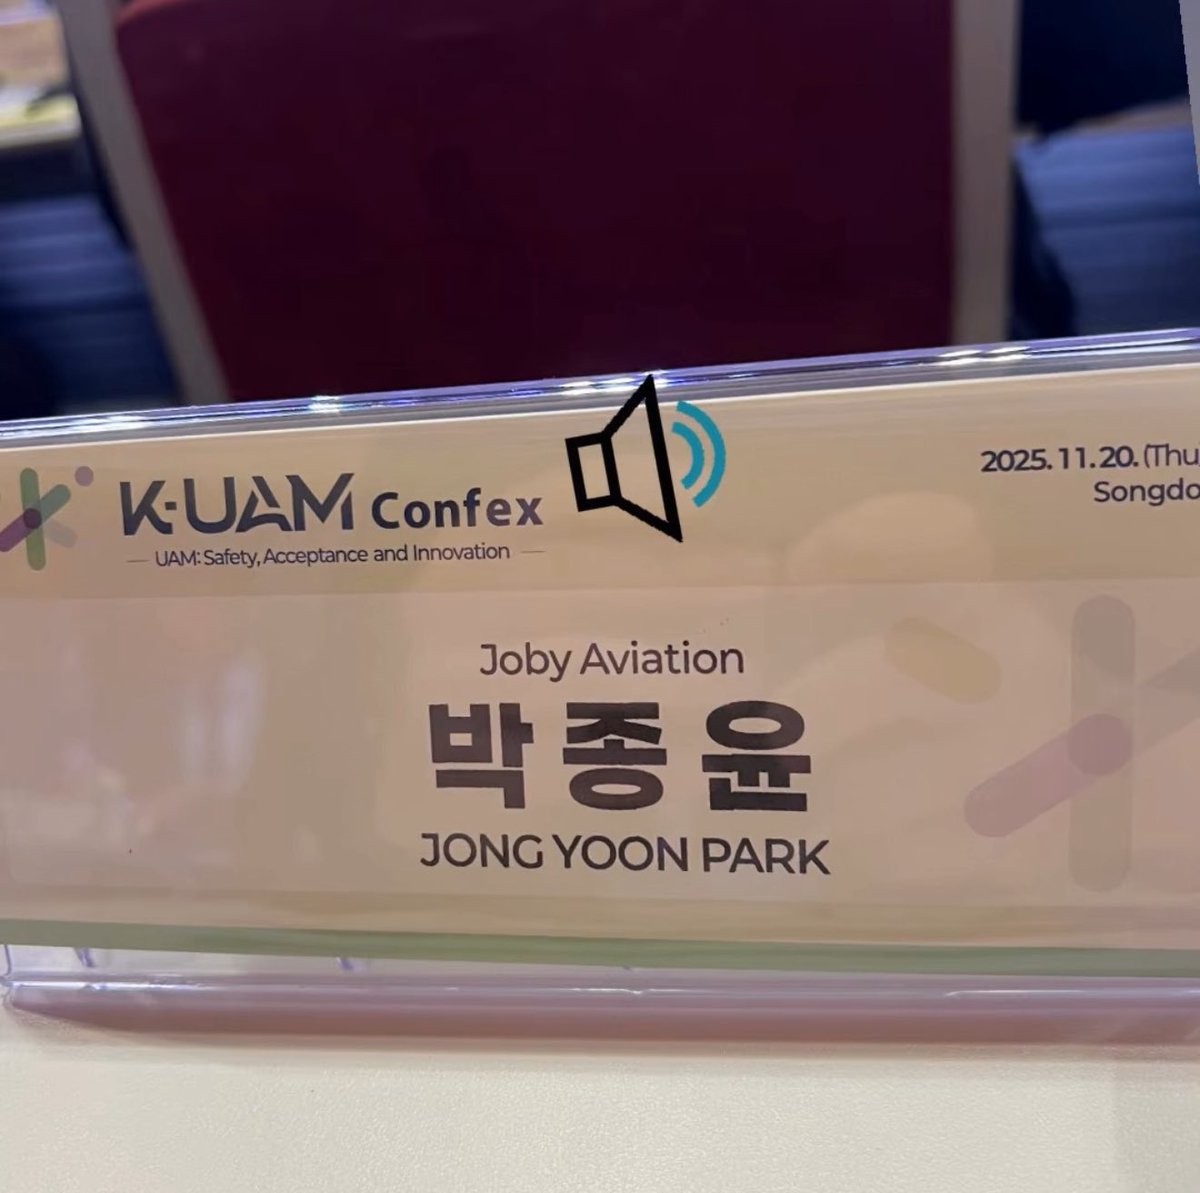 K-UAM Confex
UAM: Safety, Acceptance and Innovation
2025. 11. 20. (Thu
Songdo
Joby Aviation
박종윤
JONG YOON PARK